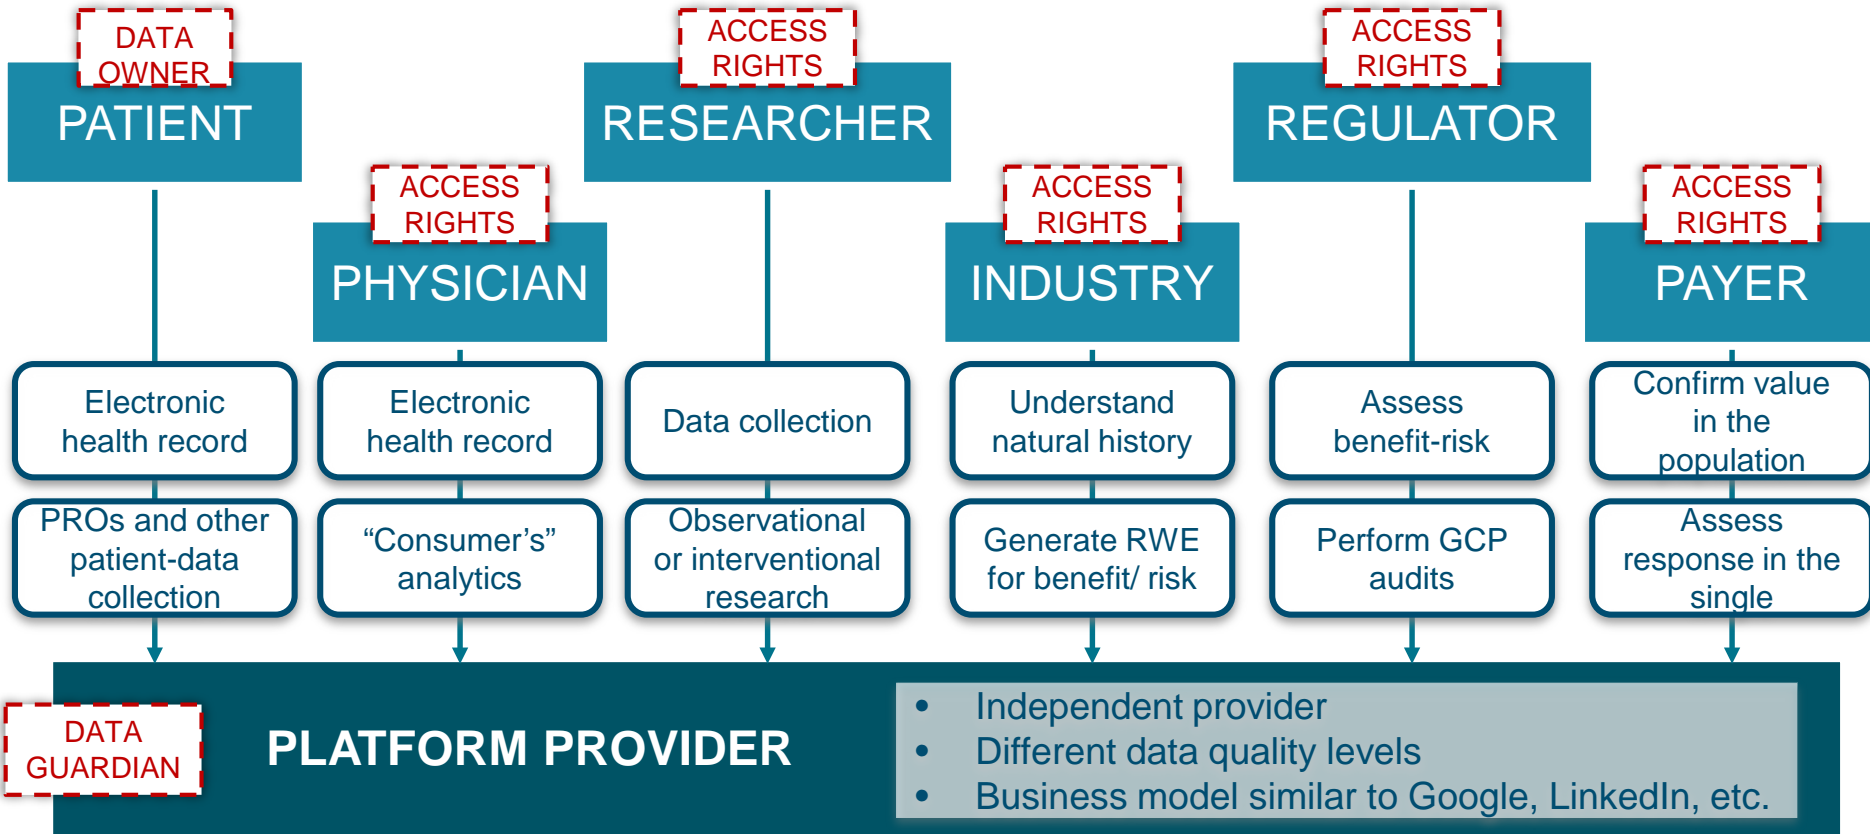 DATA
OWNER
PATIENT
ACCESS
RIGHTS
RESEARCHER
ACCESS
RIGHTS
REGULATOR
ACCESS
RIGHTS
PHYSICIAN
ACCESS
RIGHTS
INDUSTRY
ACCESS
RIGHTS
PAYER
Electronic
health record
Electronic
health record
Data collection
Understand
natural history
Assess
benefit-risk
Confirm value
in the
population
PROs and other
patient-data
collection
“Consumer’s”
analytics
Observational
or interventional
research
Generate RWE
for benefit/ risk
Perform GCP
audits
Assess
response in the
single
DATA
GUARDIAN
PLATFORM PROVIDER
• Independent provider
• Different data quality levels
• Business model similar to Google, LinkedIn, etc.